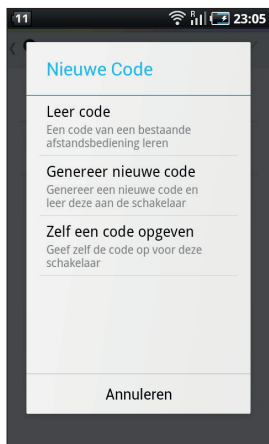 11 R 23:05
Nieuwe Code
Leer code
Een code van een bestaande
afstandsbediening leren
Genereer nieuwe code
Genereer een nieuwe code en
leer deze aan de schakelaar
Zelf een code opgeven
Geef zelf de code op voor deze
schakelaar
Annuleren